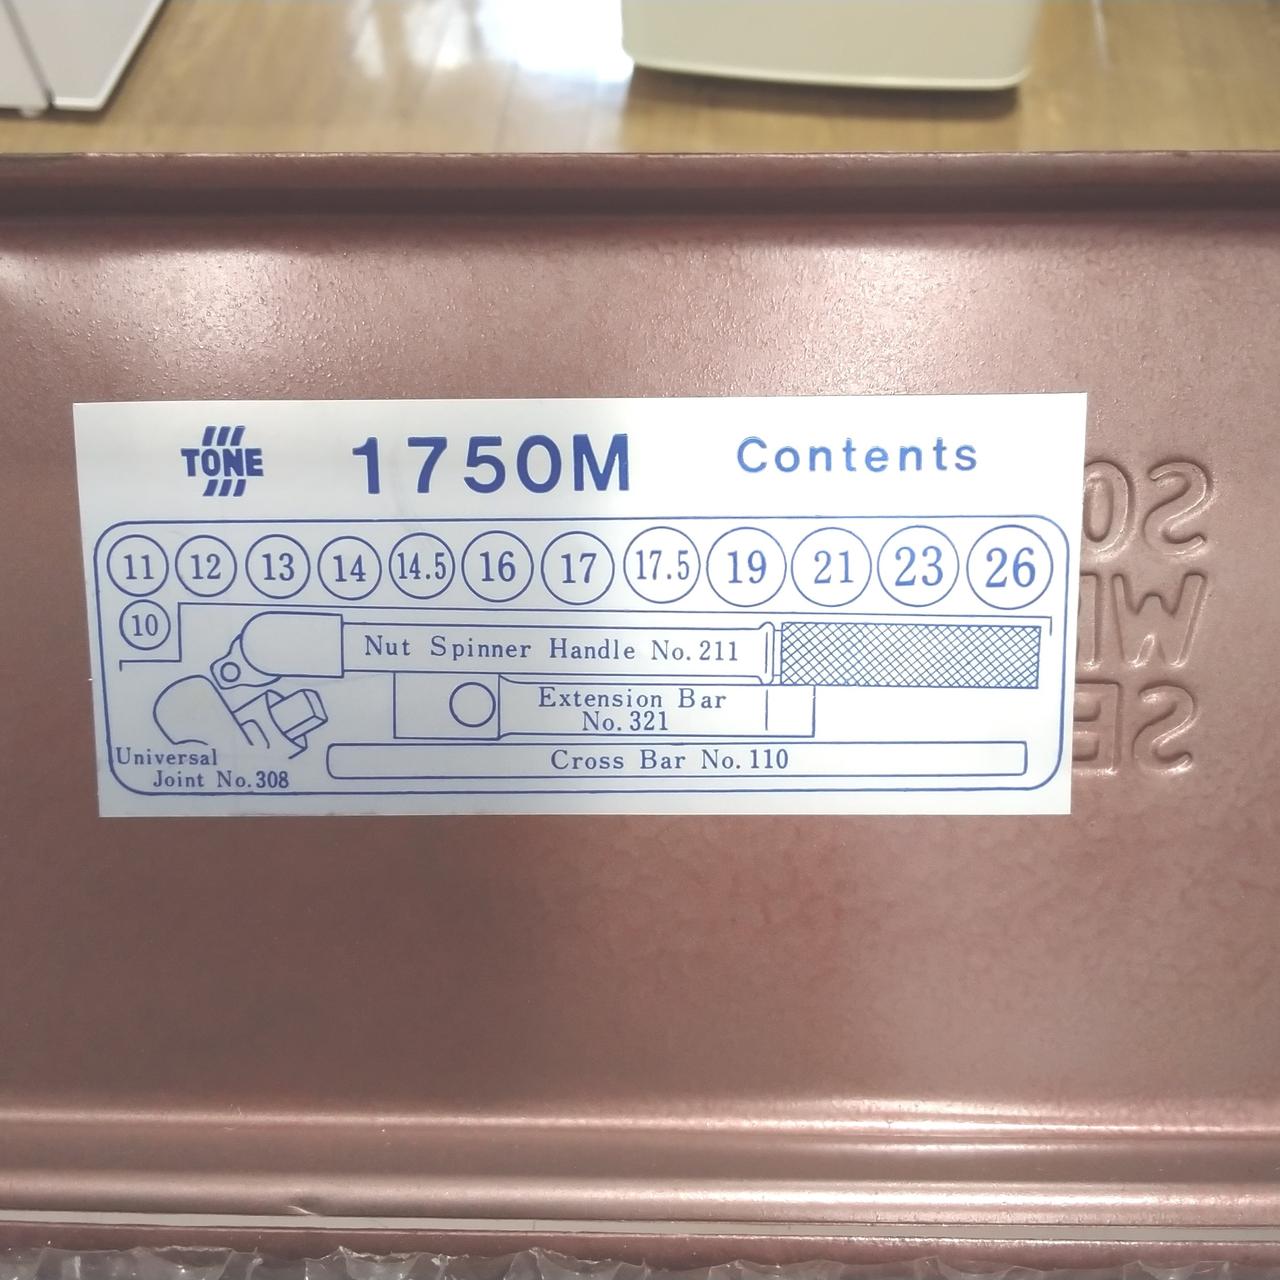 TONE 1750M Contents
11 12 13 14 14.5 16 17 17.5 19 21 23 26
10
Nut Spinner Handle No.211
Extension Bar
No.321
Universal
Joint No.308
Cross Bar No.110